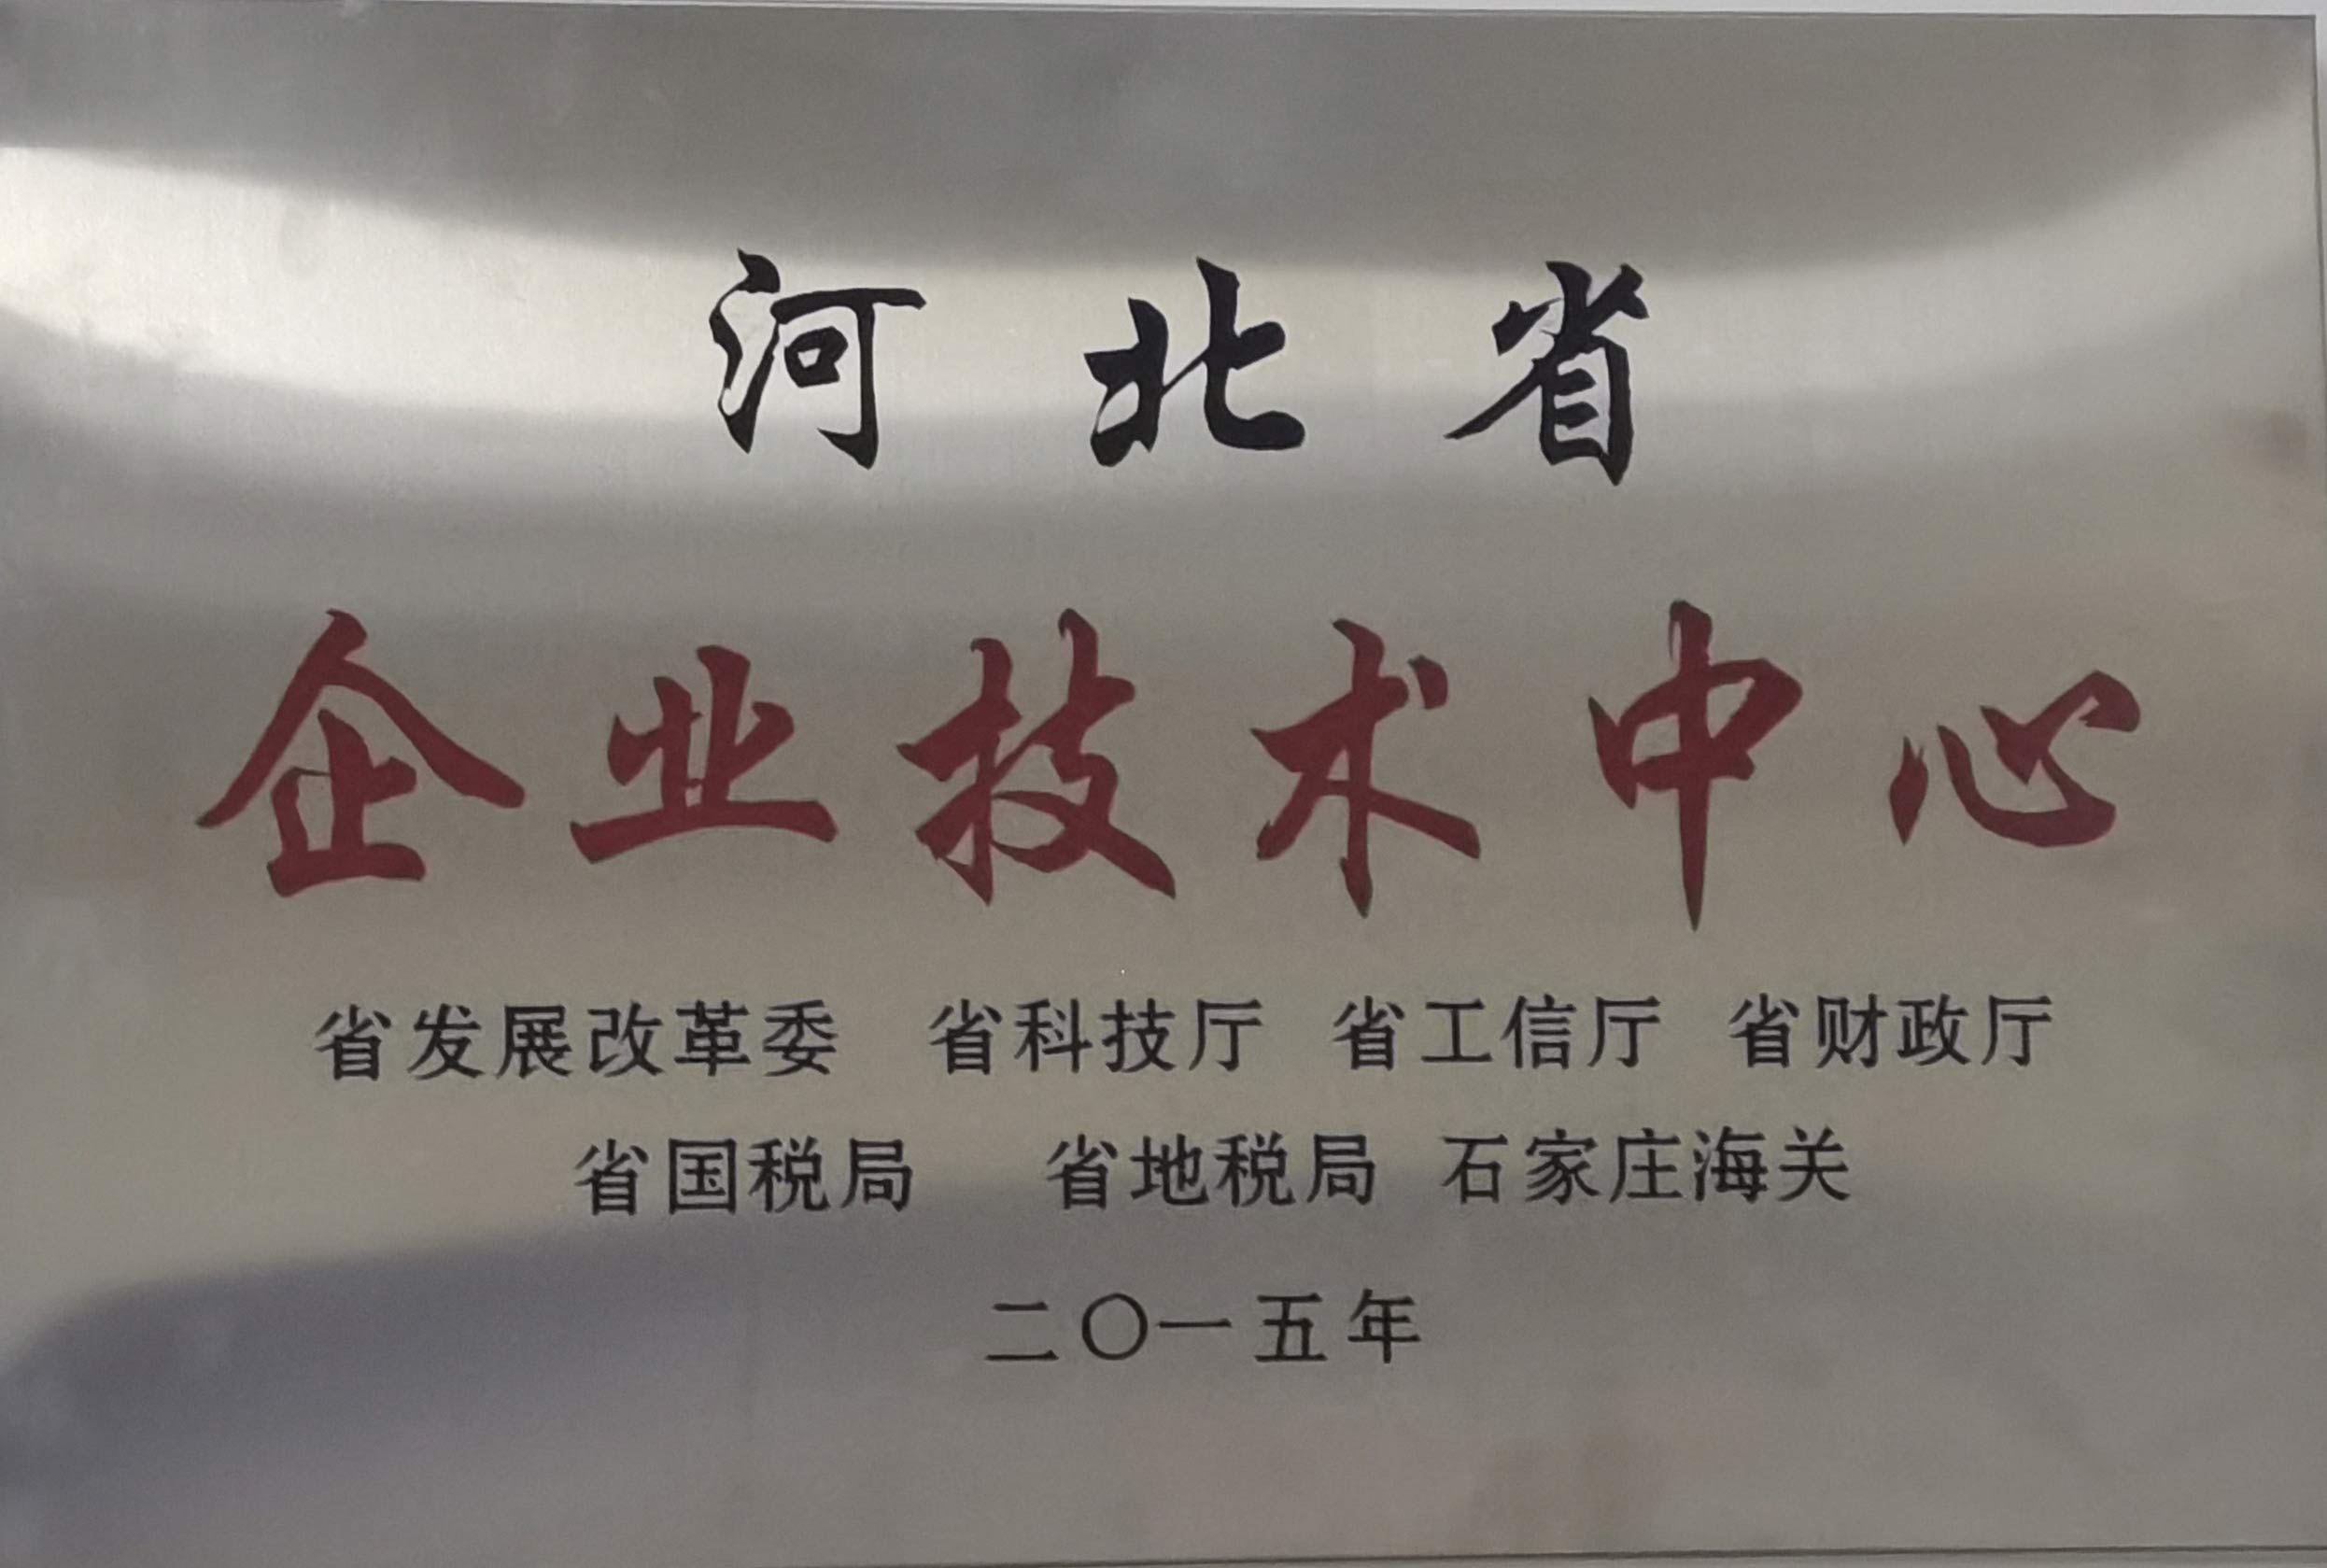 河北省
企业技术中心
省发展改革委 省科技厅 省工信厅 省财政厅
省国税局 省地税局 石家庄海关
二〇一五年